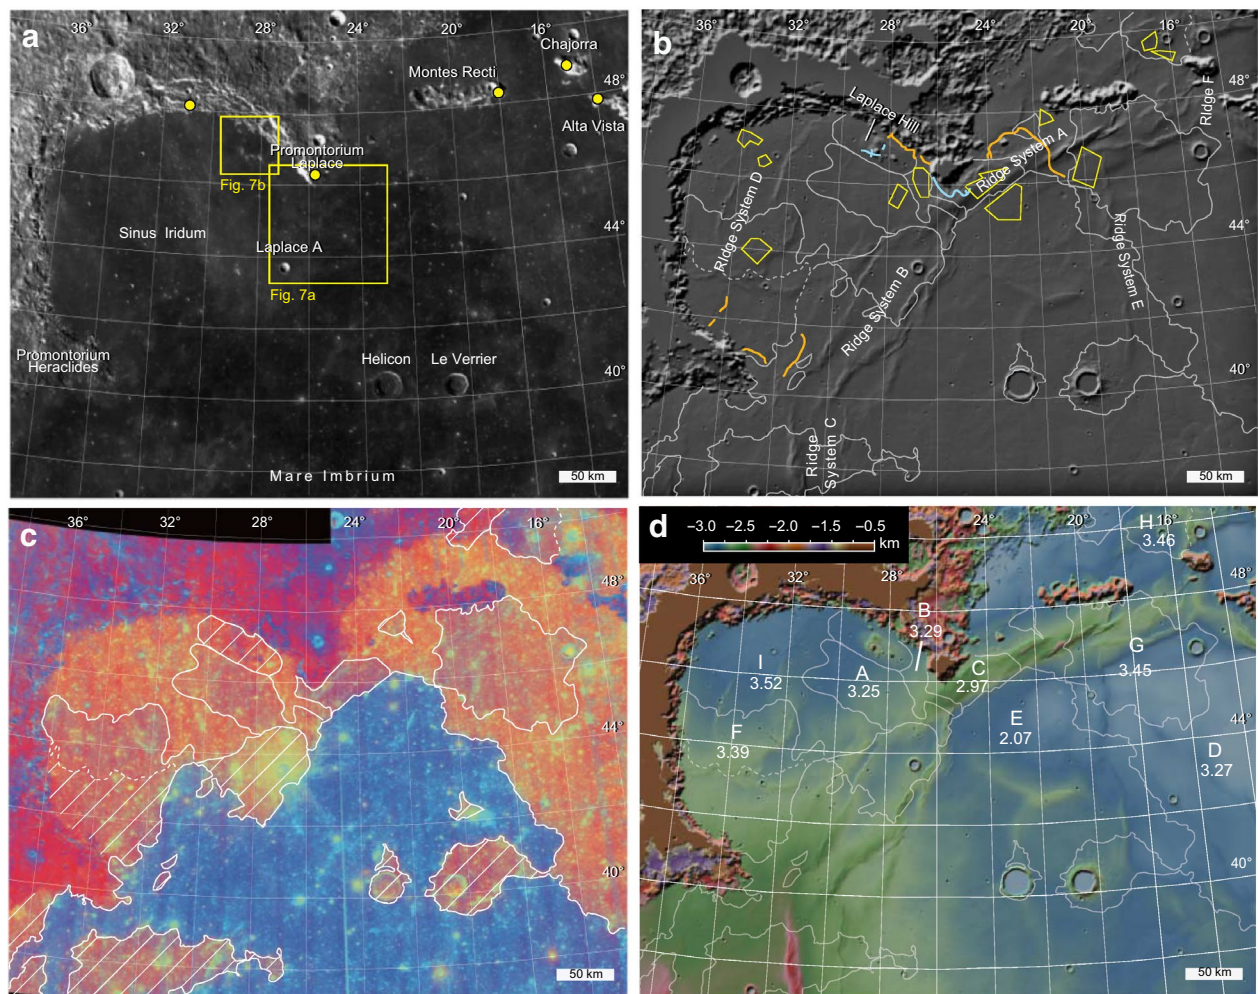 a
36°
32°
28°
24°
20°
16°
Chajorra
Montes Recti
48°
Alta Vista
Promontorium
Laplace
Fig. 7b
Sinus Iridum
44°
Laplace A
Fig. 7a
Promontorium
Heraclides
Helicon
Le Verrier
40°
Mare Imbrium
50 km
b
36°
32°
28°
24°
20°
16°
Ridge F
48°
Laplace Hill
Ridge System A
Ridge System D
44°
Ridge System E
Ridge System B
40°
Ridge
System C
50 km
c
36°
32°
28°
24°
20°
16°
48°
44°
40°
50 km
d
−3.0 −2.5 −2.0 −1.5 −0.5
km
24°
20°
16°
H
3.46
36°
32°
28°
48°
B
3.29
I
3.52
A
3.25
C
2.97
G
3.45
44°
E
2.07
F
3.39
D
3.27
40°
50 km